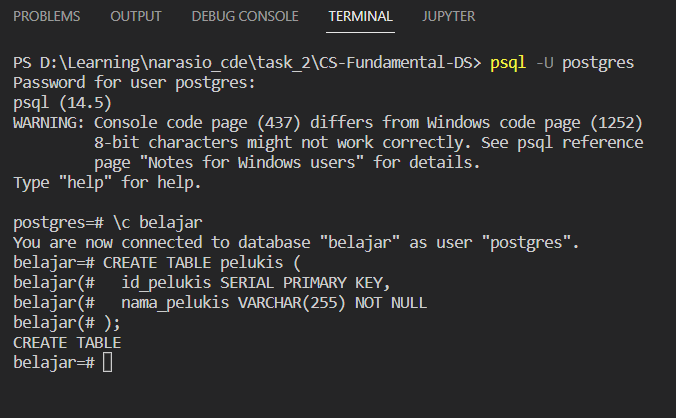 PROBLEMS OUTPUT DEBUG CONSOLE TERMINAL JUPYTER
PS D:\Learning\narasio_cde\task_2\CS-Fundamental-DS> psql -U postgres
Password for user postgres:
psql (14.5)
WARNING: Console code page (437) differs from Windows code page (1252)
         8-bit characters might not work correctly. See psql reference
         page "Notes for Windows users" for details.
Type "help" for help.

postgres=# \c belajar
You are now connected to database "belajar" as user "postgres".
belajar=# CREATE TABLE pelukis (
belajar(#   id_pelukis SERIAL PRIMARY KEY,
belajar(#   nama_pelukis VARCHAR(255) NOT NULL
belajar(# );
CREATE TABLE
belajar=#